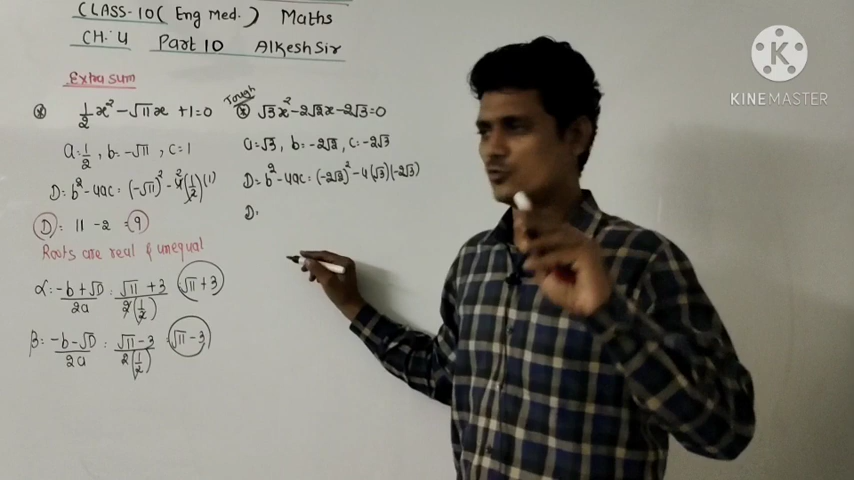 CLASS-10 ( Eng Med. ) Maths
CH. 4 Part 10 Alkesh Sir
Extra sum
* 1/2 x² - √11x + 1 = 0
a = 1/2, b = -√11, c = 1
D = b² - 4ac = (-√11)² - 4(1/2)(1) 2
D = 11 - 2 = 9
Roots are real & unequal
α = -b + √D / 2a = √11 + 3 / 2(1/2) = √11 + 3
β = -b - √D / 2a = √11 - 3 / 2(1/2) = √11 - 3
Tough
* √3x² - 2√2x - 2√3 = 0
a = √3, b = -2√2, c = -2√3
D = b² - 4ac = (-2√2)² - 4(√3)(-2√3)
D =
KINEMASTER